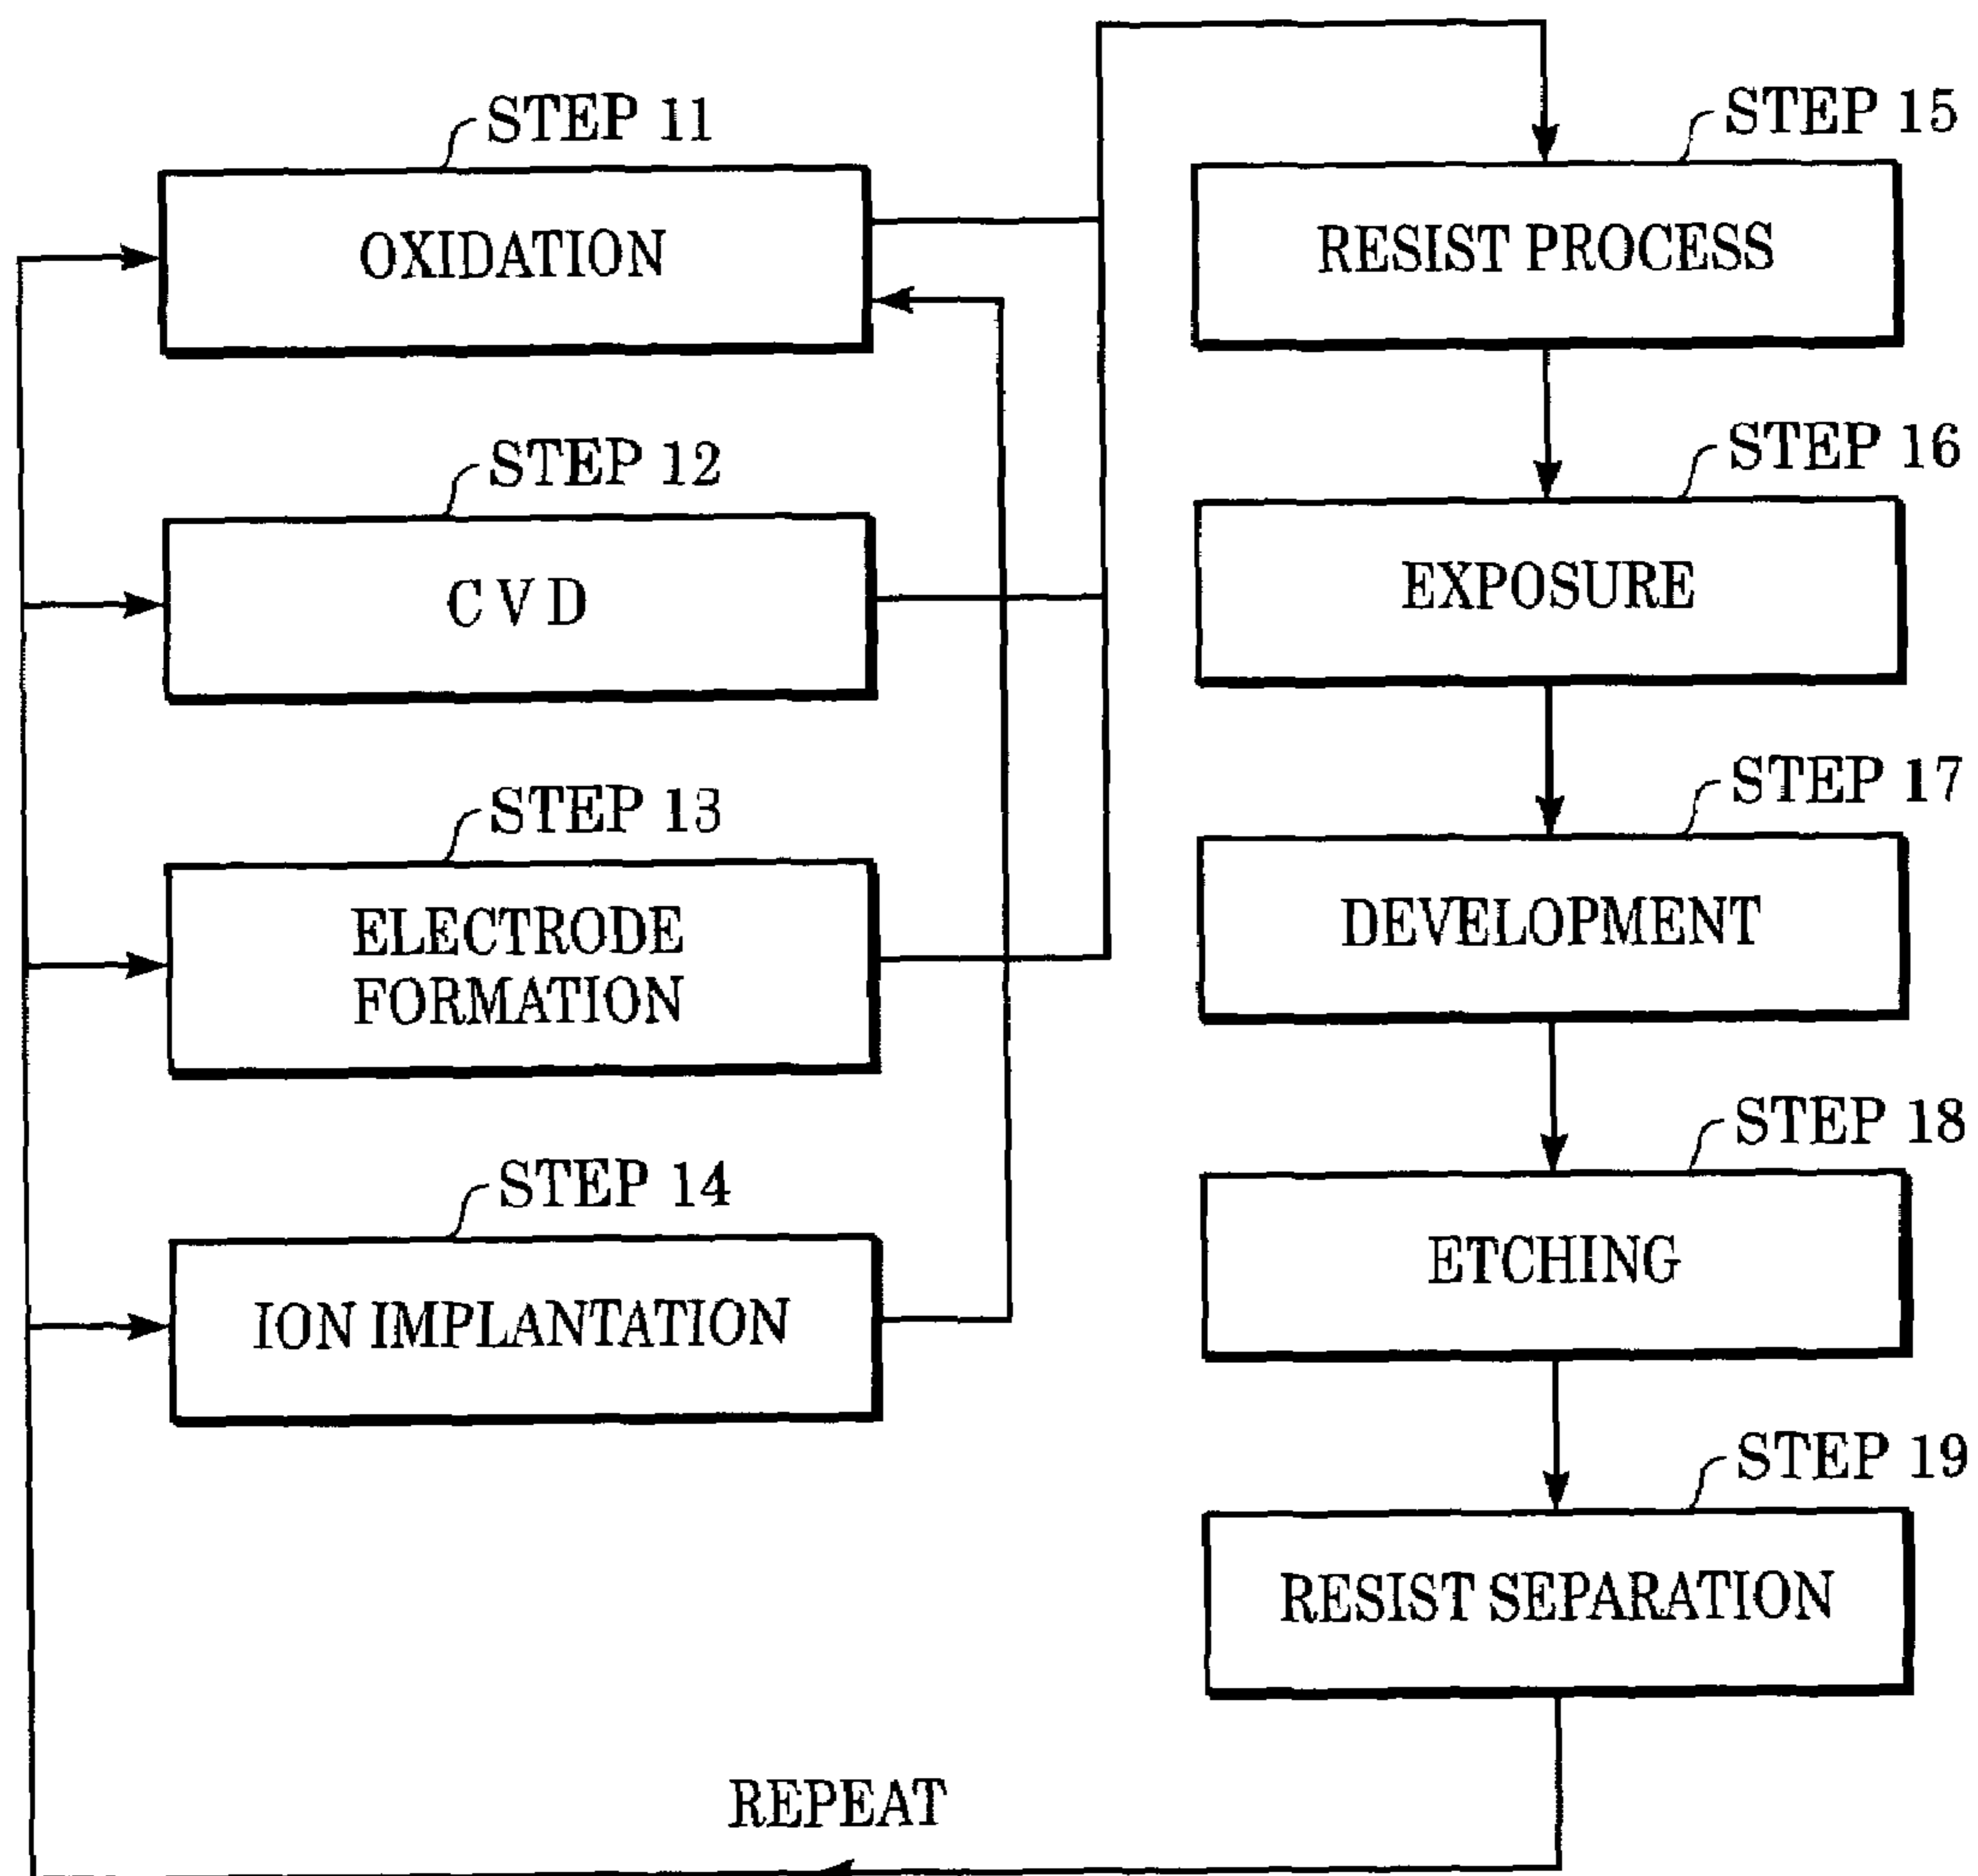 STEP 11
OXIDATION
STEP 12
C V D
STEP 13
ELECTRODE
FORMATION
STEP 14
ION IMPLANTATION
STEP 15
RESIST PROCESS
STEP 16
EXPOSURE
STEP 17
DEVELOPMENT
STEP 18
ETCHING
STEP 19
RESIST SEPARATION
REPEAT